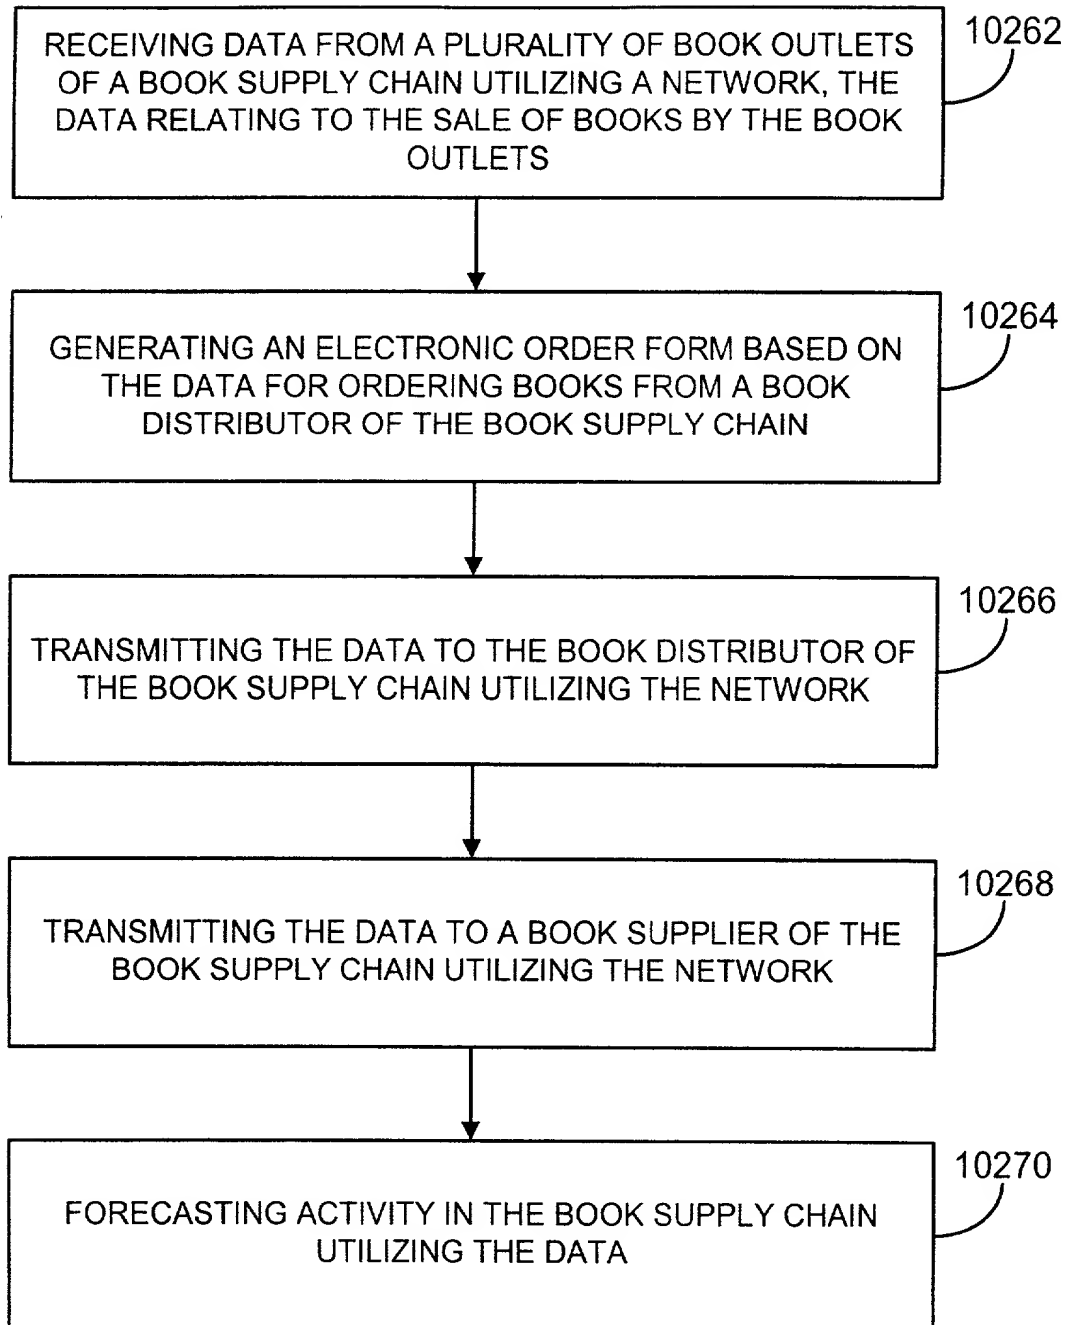 RECEIVING DATA FROM A PLURALITY OF BOOK OUTLETS
OF A BOOK SUPPLY CHAIN UTILIZING A NETWORK, THE
DATA RELATING TO THE SALE OF BOOKS BY THE BOOK
OUTLETS
10262
GENERATING AN ELECTRONIC ORDER FORM BASED ON
THE DATA FOR ORDERING BOOKS FROM A BOOK
DISTRIBUTOR OF THE BOOK SUPPLY CHAIN
10264
TRANSMITTING THE DATA TO THE BOOK DISTRIBUTOR OF
THE BOOK SUPPLY CHAIN UTILIZING THE NETWORK
10266
TRANSMITTING THE DATA TO A BOOK SUPPLIER OF THE
BOOK SUPPLY CHAIN UTILIZING THE NETWORK
10268
FORECASTING ACTIVITY IN THE BOOK SUPPLY CHAIN
UTILIZING THE DATA
10270